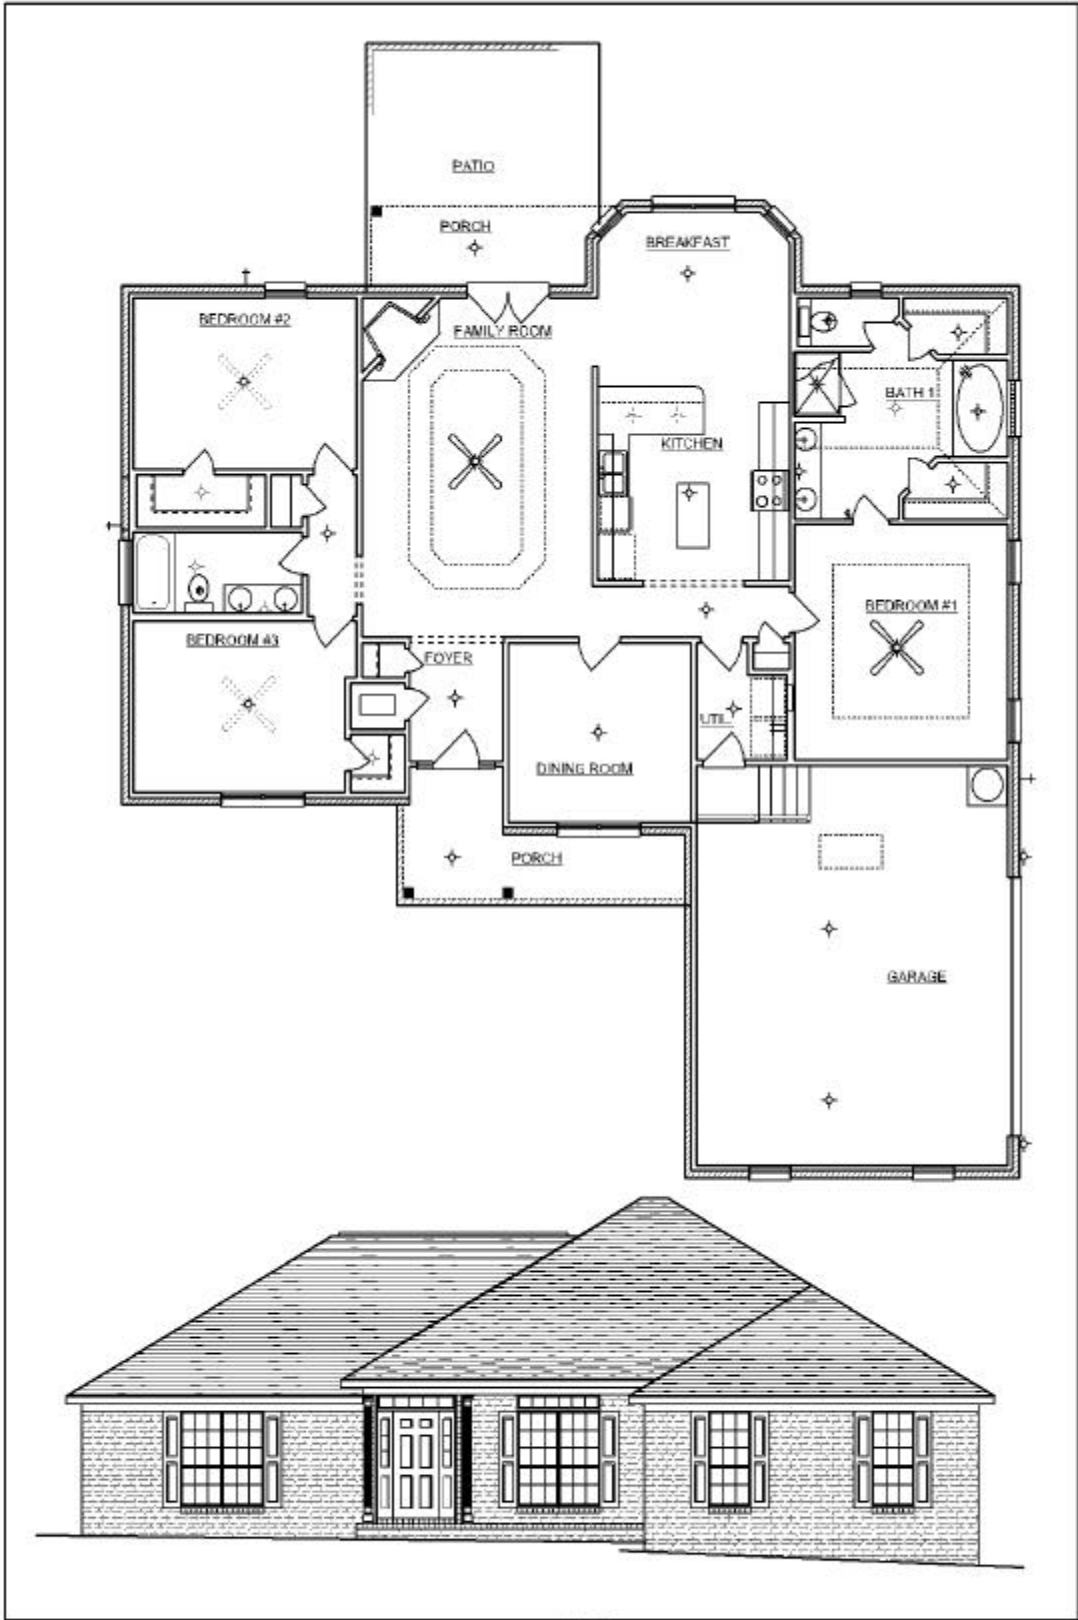 PATIO
PORCH
BREAKFAST
BEDROOM #2
FAMILY ROOM
BATH 1
KITCHEN
BEDROOM #1
BEDROOM #3
FOYER
UTIL.
DINING ROOM
PORCH
GARAGE